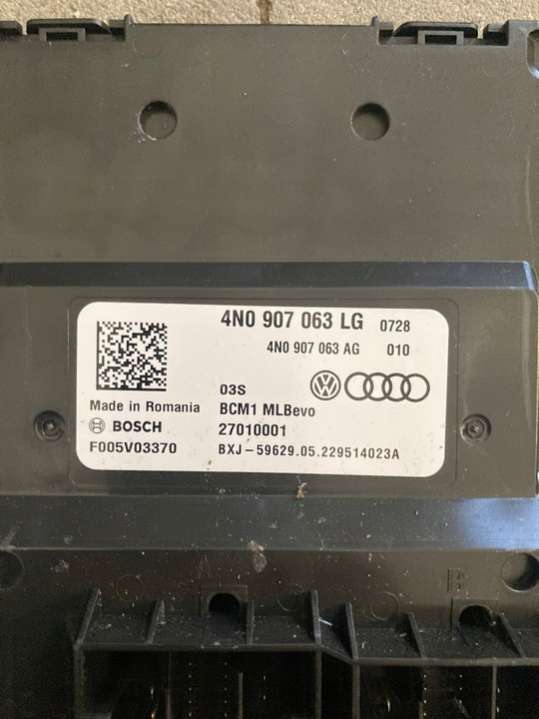 4N0 907 063 LG 0728
4N0 907 063 AG 010
03S
Made in Romania BCM1 MLBevo
BOSCH 27010001
F005V03370 BXJ-59629.05.229514023A